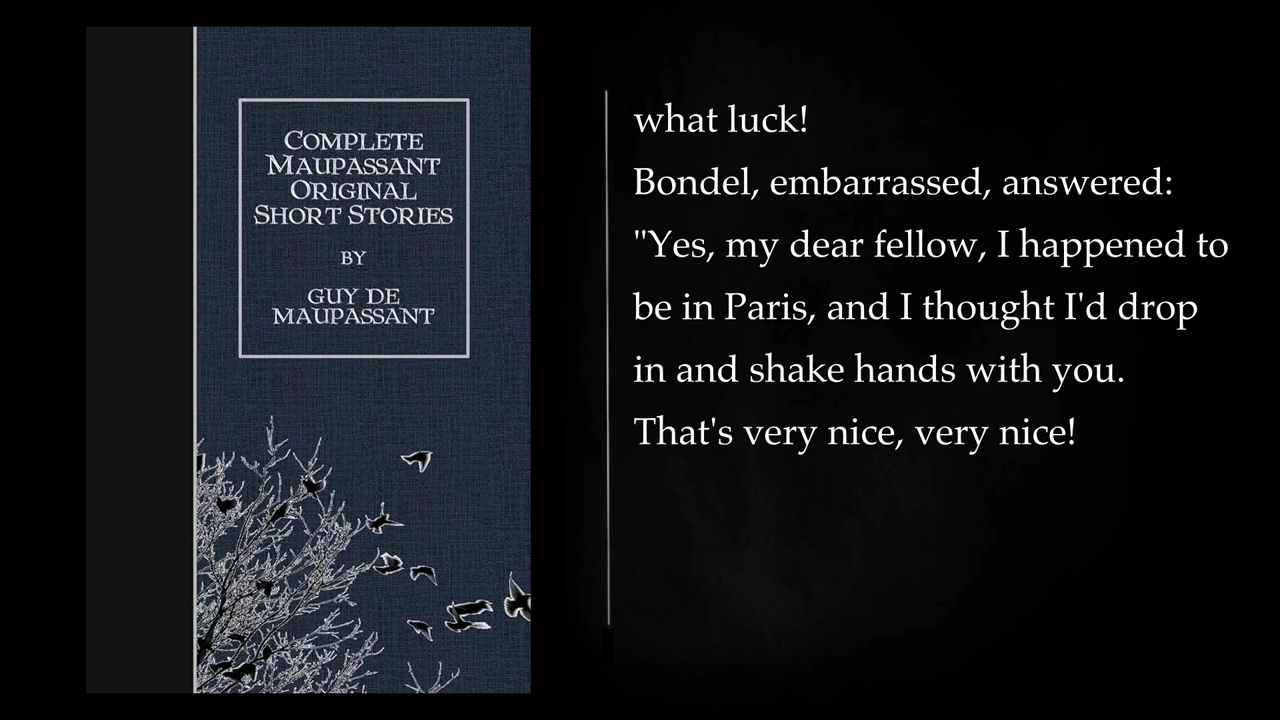 COMPLETE
MAUPASSANT
ORIGINAL
SHORT STORIES
BY
GUY DE
MAUPASSANT
what luck!
Bondel, embarrassed, answered:
"Yes, my dear fellow, I happened to
be in Paris, and I thought I'd drop
in and shake hands with you.
That's very nice, very nice!